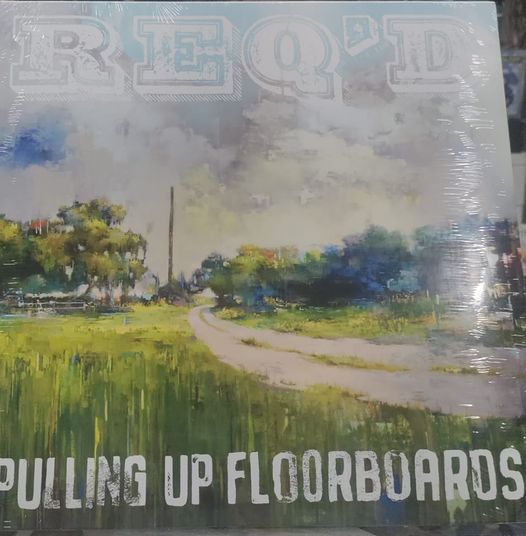 REQ'D
PULLING UP FLOORBOARDS